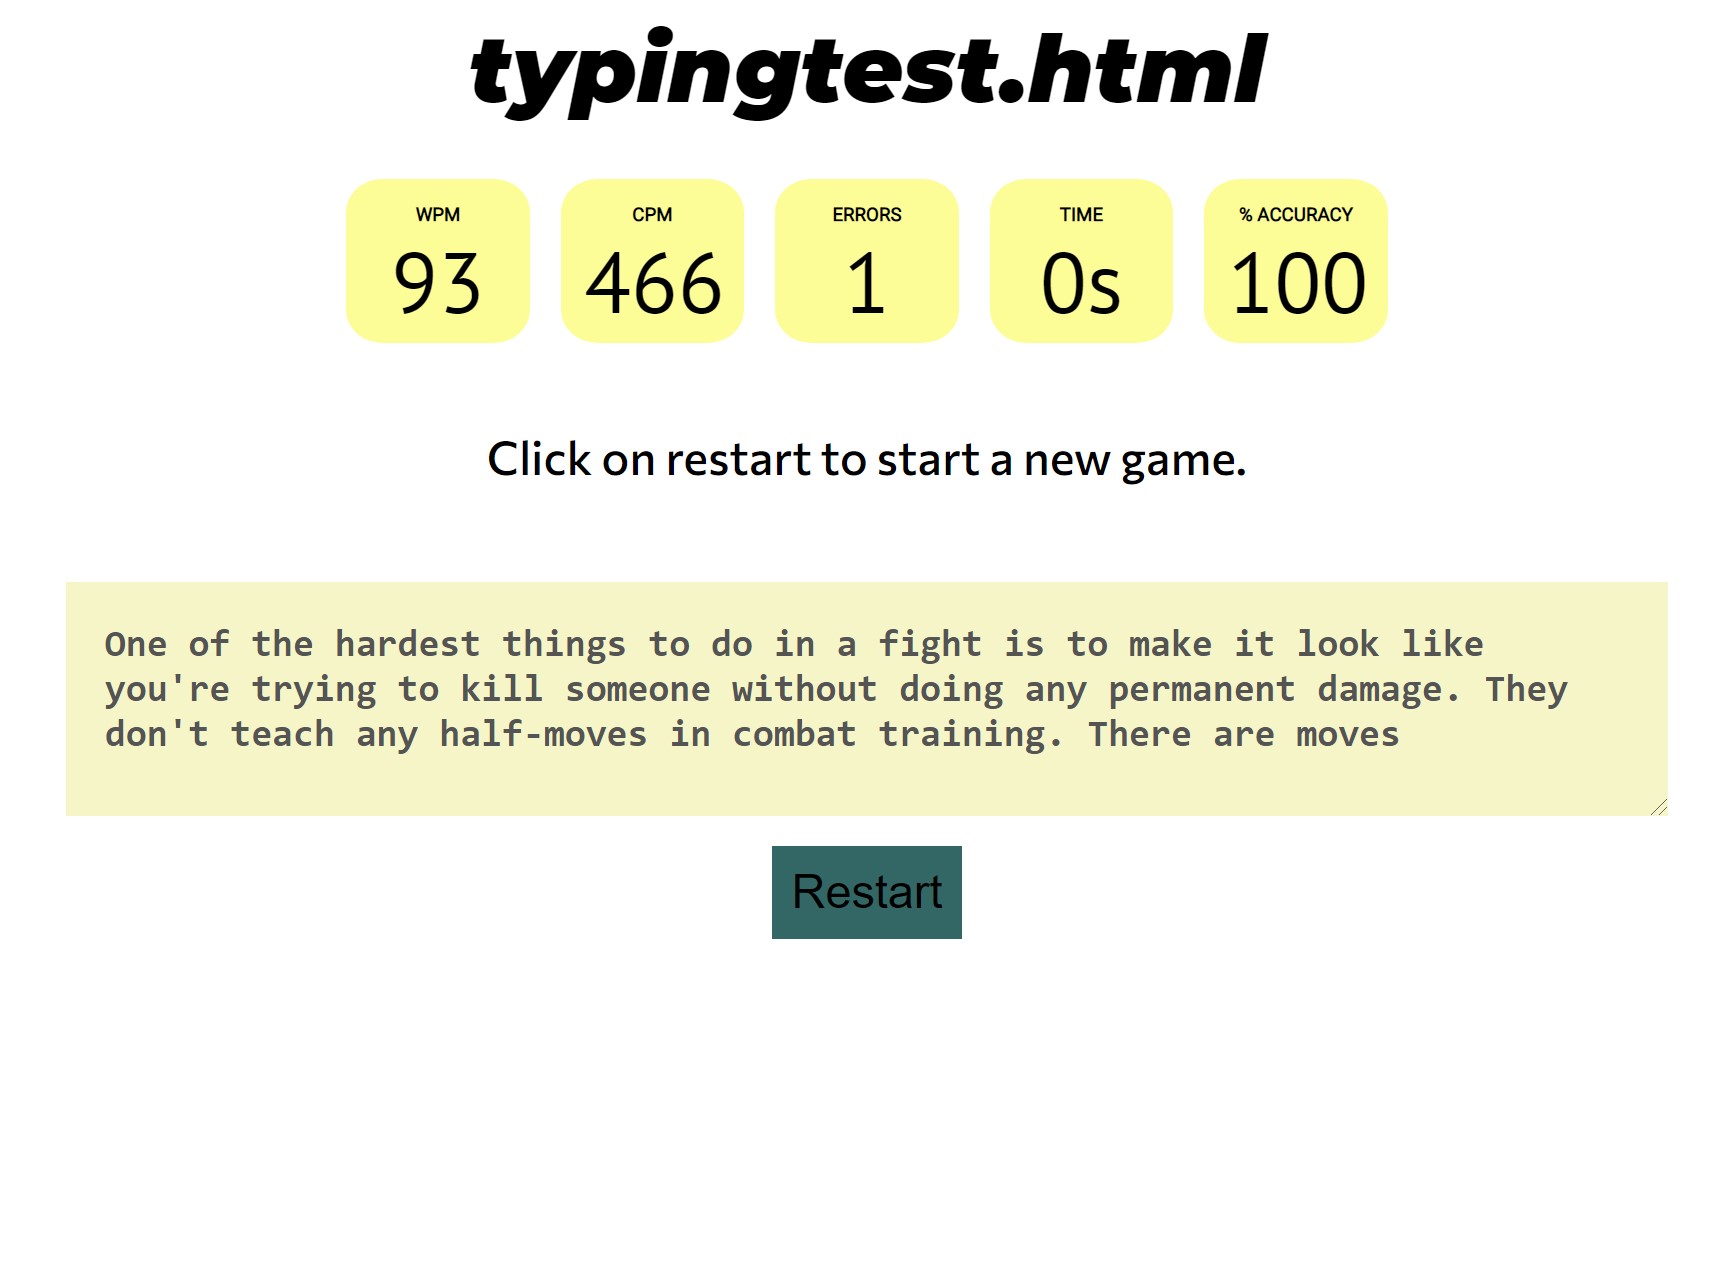 typingtest.html
WPM
93
CPM
466
ERRORS
1
TIME
0s
% ACCURACY
100
Click on restart to start a new game.
One of the hardest things to do in a fight is to make it look like
you're trying to kill someone without doing any permanent damage. They
don't teach any half-moves in combat training. There are moves
Restart